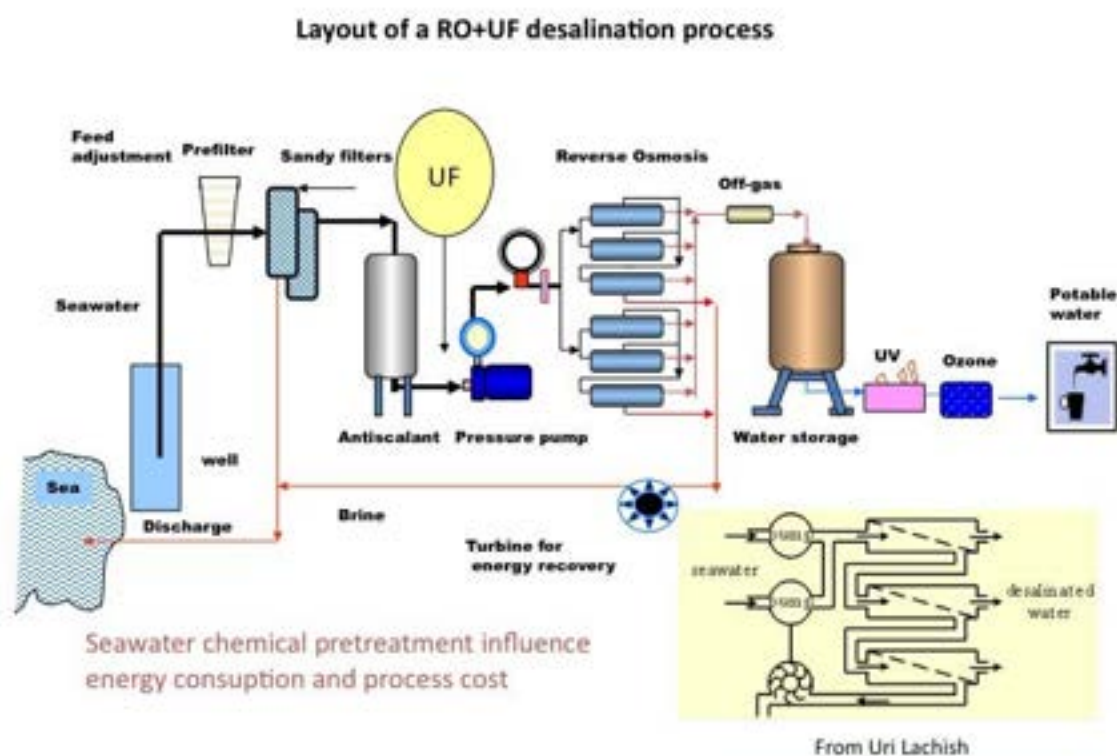 Layout of a RO+UF desalination process
Feed
adjustment
Prefilter
Sandy filters
UF
Reverse Osmosis
Off-gas
Seawater
Potable
water
UV
Ozone
Antiscalant
Pressure pump
Water storage
well
Sea
Discharge
Brine
Turbine for
energy recovery
seawater
desalinated
water
Seawater chemical pretreatment influence
energy consuption and process cost
From Uri Lachish